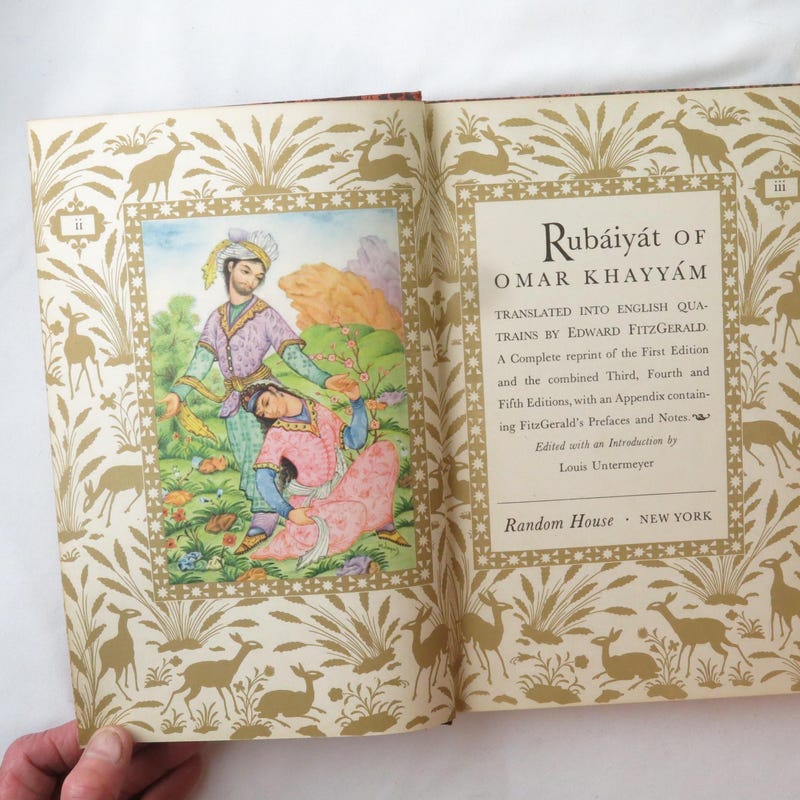 ii
iii
Rubáiyát OF
OMAR KHAYYÁM
TRANSLATED INTO ENGLISH QUA-
TRAINS BY EDWARD FITZGERALD.
A Complete reprint of the First Edition
and the combined Third, Fourth and
Fifth Editions, with an Appendix contain-
ing FitzGerald's Prefaces and Notes.
Edited with an Introduction by
Louis Untermeyer
Random House · NEW YORK